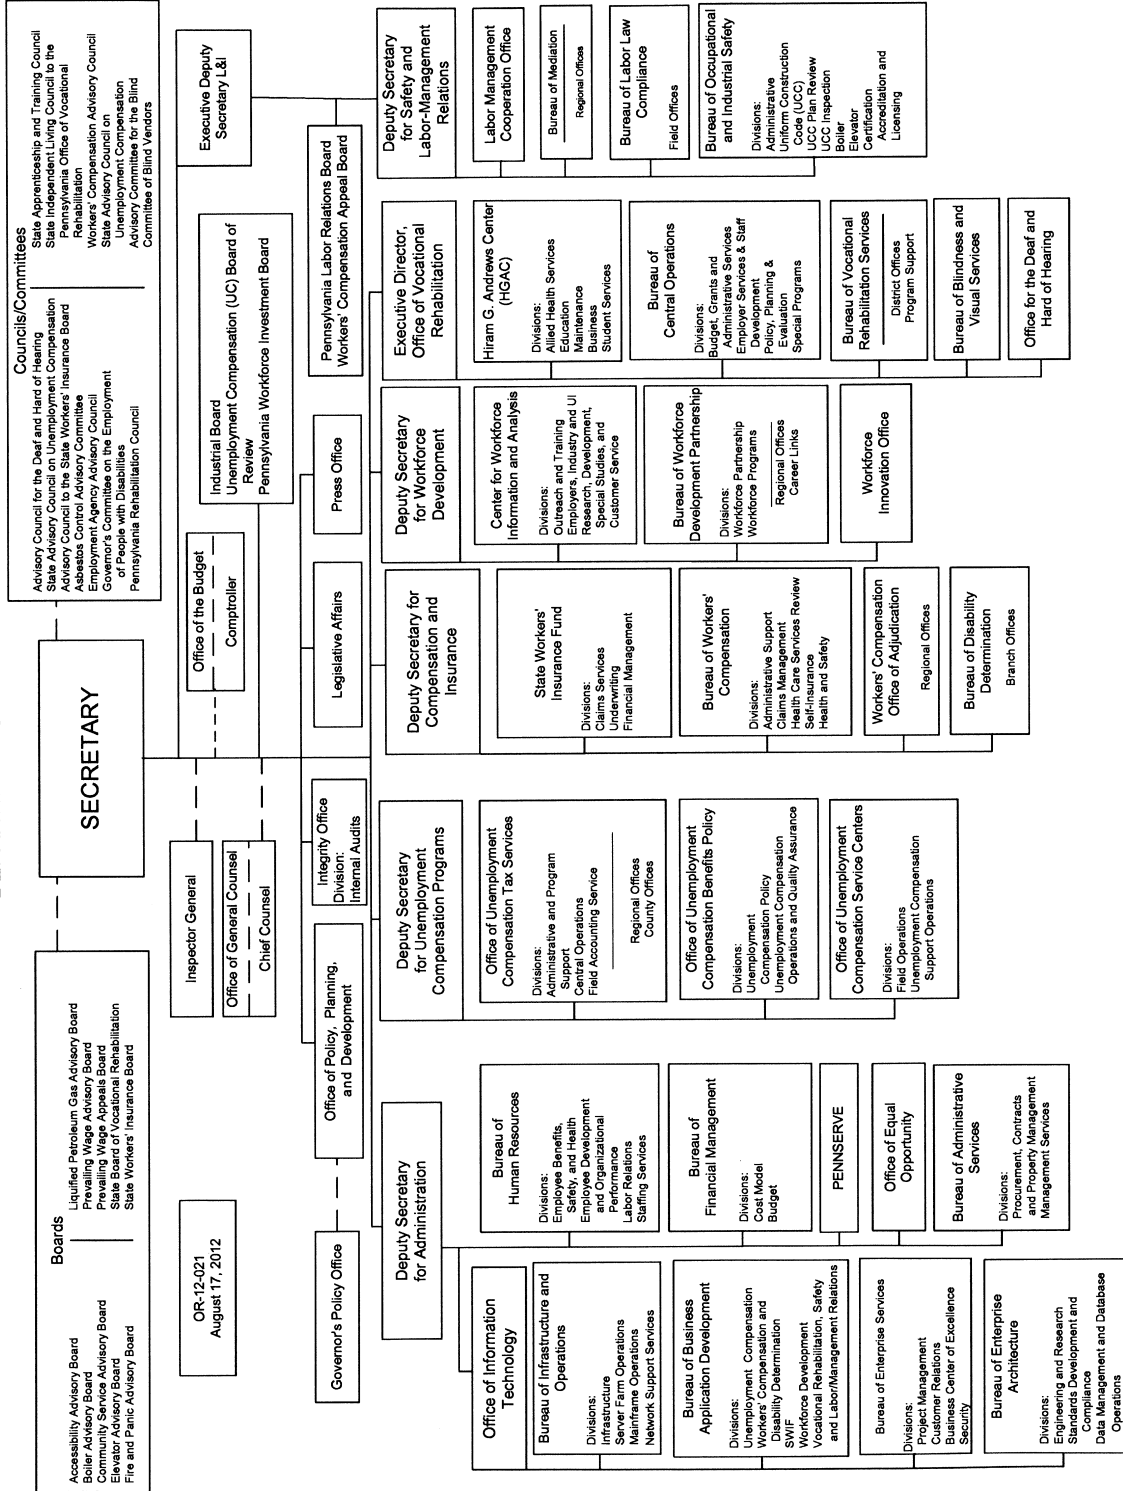 Boards
Accessibility Advisory Board
Boiler Advisory Board
Community Service Advisory Board
Elevator Advisory Board
Fire and Panic Advisory Board
Liquified Petroleum Gas Advisory Board
Prevailing Wage Advisory Board
Prevailing Wage Appeals Board
State Board of Vocational Rehabilitation
State Workers' Insurance Board
SECRETARY
Councils/Committees
Advisory Council for the Deaf and Hard of Hearing
State Advisory Council on Unemployment Compensation
Advisory Council to the State Workers' Insurance Board
Asbestos Control Advisory Committee
Employment Agency Advisory Council
Governor's Committee on the Employment
of People with Disabilities
Pennsylvania Rehabilitation Council
State Apprenticeship and Training Council
State Independent Living Council to the
Pennsylvania Office of Vocational
Rehabilitation
Workers' Compensation Advisory Council
State Advisory Council on
Unemployment Compensation
Advisory Committee for the Blind
Committee of Blind Vendors
OR-12-021
August 17, 2012
Inspector General
Office of General Counsel
Chief Counsel
Office of the Budget
Comptroller
Industrial Board
Unemployment Compensation (UC) Board of
Review
Pennsylvania Workforce Investment Board
Executive Deputy
Secretary L&I
Governor's Policy Office
Office of Policy, Planning,
and Development
Integrity Office
Division:
Internal Audits
Legislative Affairs
Press Office
Pennsylvania Labor Relations Board
Workers' Compensation Appeal Board
Deputy Secretary
for Administration
Office of Information
Technology
Bureau of Infrastructure and
Operations
Divisions:
Infrastructure
Server Farm Operations
Mainframe Operations
Network Support Services
Bureau of Business
Application Development
Divisions:
Unemployment Compensation
Workers' Compensation and
Disability Determination
SWIF
Workforce Development
Vocational Rehabilitation, Safety
and Labor/Management Relations
Bureau of Enterprise Services
Divisions:
Project Management
Customer Relations
Business Center of Excellence
Security
Bureau of Enterprise
Architecture
Divisions:
Engineering and Research
Standards Development and
Compliance
Data Management and Database
Operations
Bureau of
Human Resources
Divisions:
Employee Benefits,
Safety, and Health
Employee Development
and Organizational
Performance
Labor Relations
Staffing Services
Bureau of
Financial Management
Divisions:
Cost Model
Budget
PENNSERVE
Office of Equal
Opportunity
Bureau of Administrative
Services
Divisions:
Procurement, Contracts
and Property Management
Management Services
Deputy Secretary
for Unemployment
Compensation Programs
Office of Unemployment
Compensation Tax Services
Divisions:
Administrative and Program
Support
Central Operations
Field Accounting Service
Regional Offices
County Offices
Office of Unemployment
Compensation Benefits Policy
Divisions:
Unemployment
Compensation Policy
Unemployment Compensation
Operations and Quality Assurance
Office of Unemployment
Compensation Service Centers
Divisions:
Field Operations
Unemployment Compensation
Support Operations
Deputy Secretary for
Compensation and
Insurance
State Workers'
Insurance Fund
Divisions:
Claims Services
Underwriting
Financial Management
Bureau of Workers'
Compensation
Divisions:
Administrative Support
Claims Management
Health Care Services Review
Self-Insurance
Health and Safety
Workers' Compensation
Office of Adjudication
Regional Offices
Bureau of Disability
Determination
Branch Offices
Deputy Secretary
for Workforce
Development
Center for Workforce
Information and Analysis
Divisions:
Outreach and Training
Employers, Industry and UI
Research, Development,
Special Studies, and
Customer Service
Bureau of Workforce
Development Partnership
Divisions:
Workforce Partnership
Workforce Programs
Regional Offices
Career Links
Workforce
Innovation Office
Executive Director,
Office of Vocational
Rehabilitation
Hiram G. Andrews Center
(HGAC)
Divisions:
Allied Health Services
Education
Maintenance
Business
Student Services
Bureau of
Central Operations
Divisions:
Budget, Grants and
Administrative Services
Employer Services & Staff
Development
Policy, Planning &
Evaluation
Special Programs
Bureau of Vocational
Rehabilitation Services
District Offices
Program Support
Bureau of Blindness and
Visual Services
Office for the Deaf and
Hard of Hearing
Deputy Secretary
for Safety and
Labor-Management
Relations
Labor Management
Cooperation Office
Bureau of Mediation
Regional Offices
Bureau of Labor Law
Compliance
Field Offices
Bureau of Occupational
and Industrial Safety
Divisions:
Administrative
Uniform Construction
Code (UCC)
UCC Plan Review
UCC Inspection
Boiler
Elevator
Certification
Accreditation and
Licensing